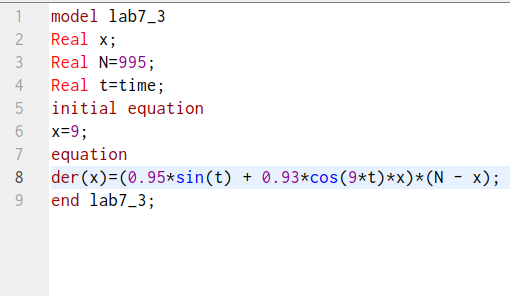 1 model lab7_3
2 Real x;
3 Real N=995;
4 Real t=time;
5 initial equation
6 x=9;
7 equation
8 der(x)=(0.95*sin(t) + 0.93*cos(9*t)*x)*(N - x);
9 end lab7_3;